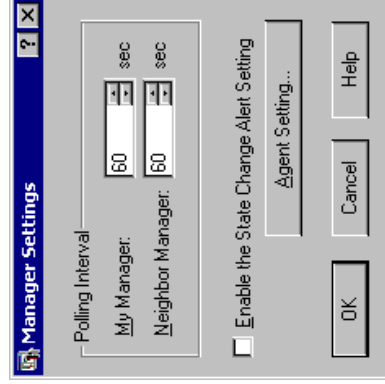 Manager Settings ? X
Polling Interval
My Manager: 60 sec
Neighbor Manager: 60 sec
Enable the State Change Alert Setting
Agent Setting...
OK Cancel Help